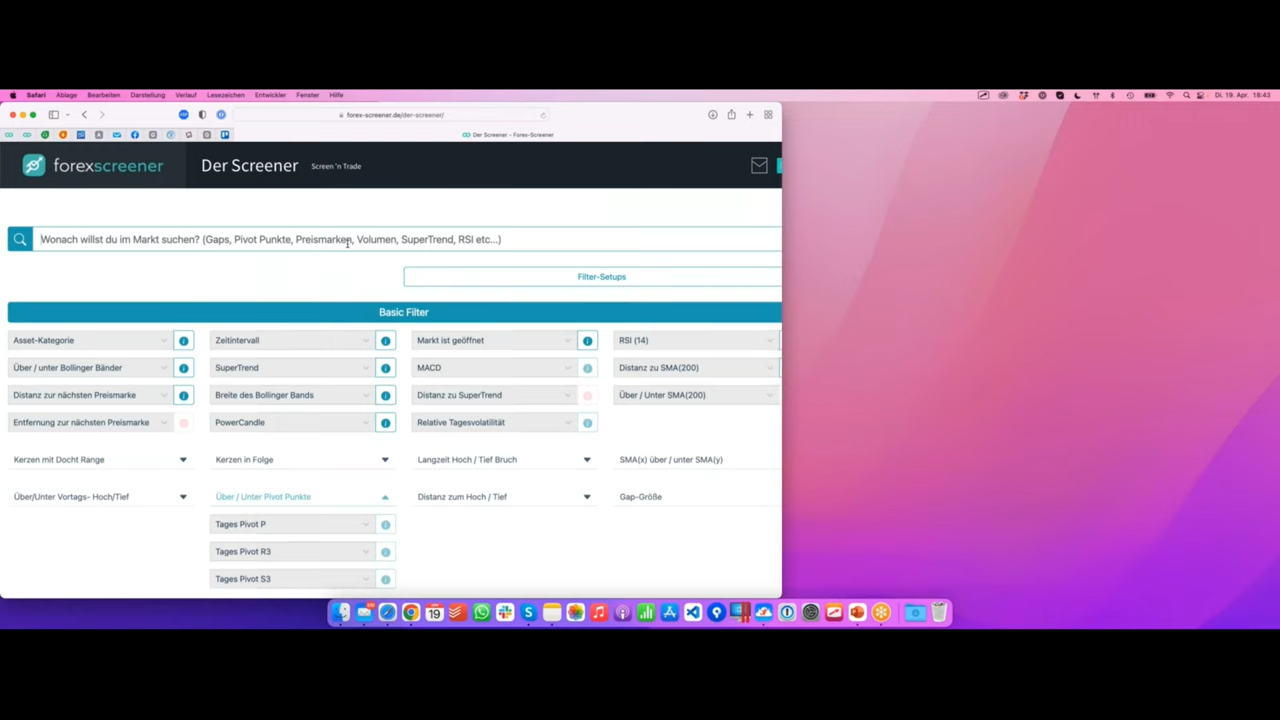 Safari Ablage Bearbeiten Darstellung Verlauf Lesezeichen Entwickler Fenster Hilfe Di. 19. Apr. 18:43
forex-screener.de/der-screener/
Der Screener – Forex-Screener
forexscreener Der Screener Screen 'n Trade
Wonach willst du im Markt suchen? (Gaps, Pivot Punkte, Preismarken, Volumen, SuperTrend, RSI etc...)
Filter-Setups
Basic Filter
Asset-Kategorie Zeitintervall Markt ist geöffnet RSI (14)
Über / unter Bollinger Bänder SuperTrend MACD Distanz zu SMA(200)
Distanz zur nächsten Preismarke Breite des Bollinger Bands Distanz zu SuperTrend Über / Unter SMA(200)
Entfernung zur nächsten Preismarke PowerCandle Relative Tagesvolatilität
Kerzen mit Docht Range Kerzen in Folge Langzeit Hoch / Tief Bruch SMA(x) über / unter SMA(y)
Über/Unter Vortags- Hoch/Tief Über / Unter Pivot Punkte Distanz zum Hoch / Tief Gap-Größe
Tages Pivot P
Tages Pivot R3
Tages Pivot S3
19